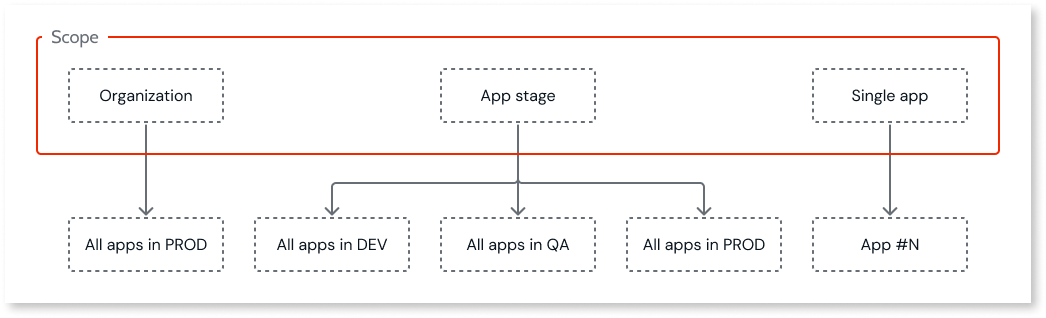 Scope
Organization
App stage
Single app
All apps in PROD
All apps in DEV
All apps in QA
All apps in PROD
App #N